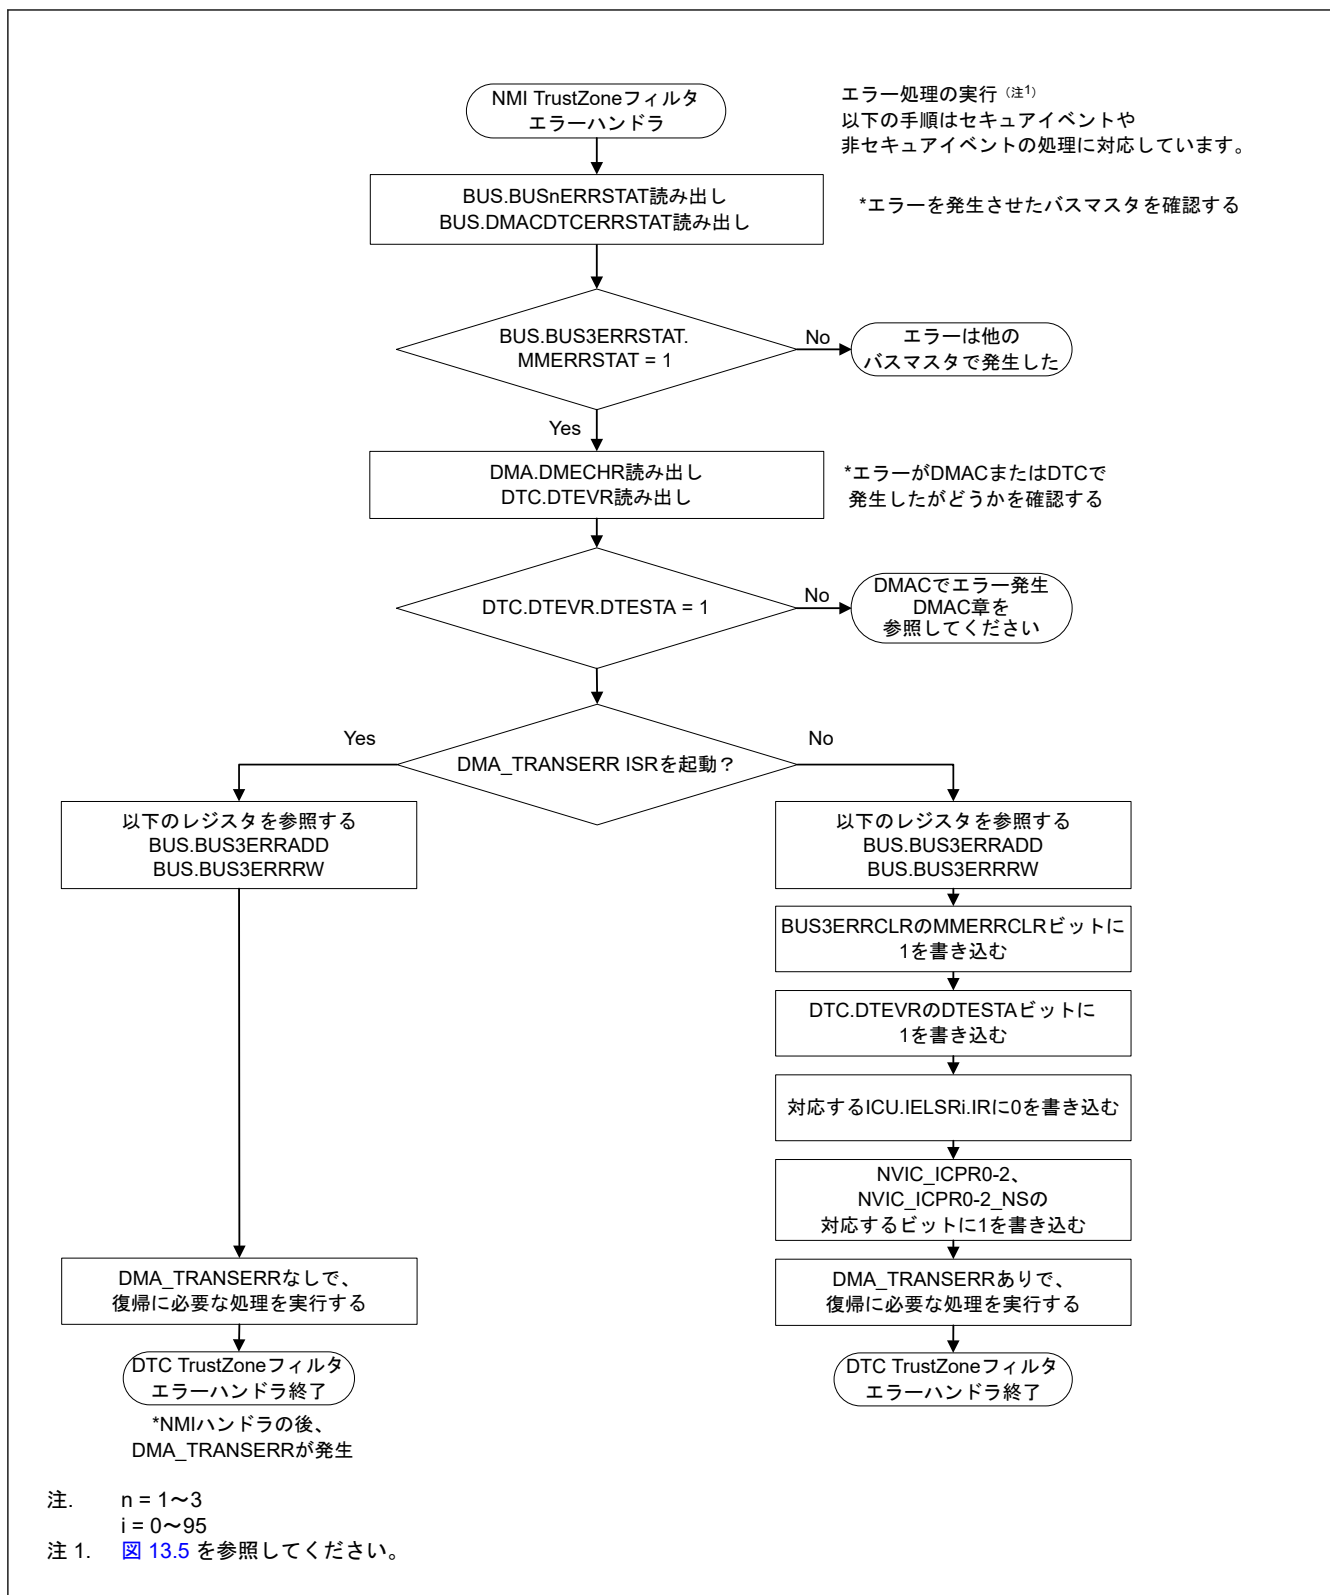 NMI TrustZoneフィルタ
エラーハンドラ
エラー処理の実行（注1）
以下の手順はセキュアイベントや
非セキュアイベントの処理に対応しています。
BUS.BUSnERRSTAT読み出し
BUS.DMACDTCERRSTAT読み出し
*エラーを発生させたバスマスタを確認する
BUS.BUS3ERRSTAT.
MMERRSTAT = 1
No
エラーは他の
バスマスタで発生した
Yes
DMA.DMECHR読み出し
DTC.DTEVR読み出し
*エラーがDMACまたはDTCで
発生したがどうかを確認する
DTC.DTEVR.DTESTA = 1
No
DMACでエラー発生
DMAC章を
参照してください
Yes
No
DMA_TRANSERR ISRを起動？
以下のレジスタを参照する
BUS.BUS3ERRADD
BUS.BUS3ERRRW
以下のレジスタを参照する
BUS.BUS3ERRADD
BUS.BUS3ERRRW
BUS3ERRCLRのMMERRCLRビットに
1を書き込む
DTC.DTEVRのDTESTAビットに
1を書き込む
対応するICU.IELSRi.IRに0を書き込む
NVIC_ICPR0-2、
NVIC_ICPR0-2_NSの
対応するビットに1を書き込む
DMA_TRANSERRなしで、
復帰に必要な処理を実行する
DMA_TRANSERRありで、
復帰に必要な処理を実行する
DTC TrustZoneフィルタ
エラーハンドラ終了
DTC TrustZoneフィルタ
エラーハンドラ終了
*NMIハンドラの後、
DMA_TRANSERRが発生
注. n = 1～3
i = 0～95
注 1. 図 13.5 を参照してください。